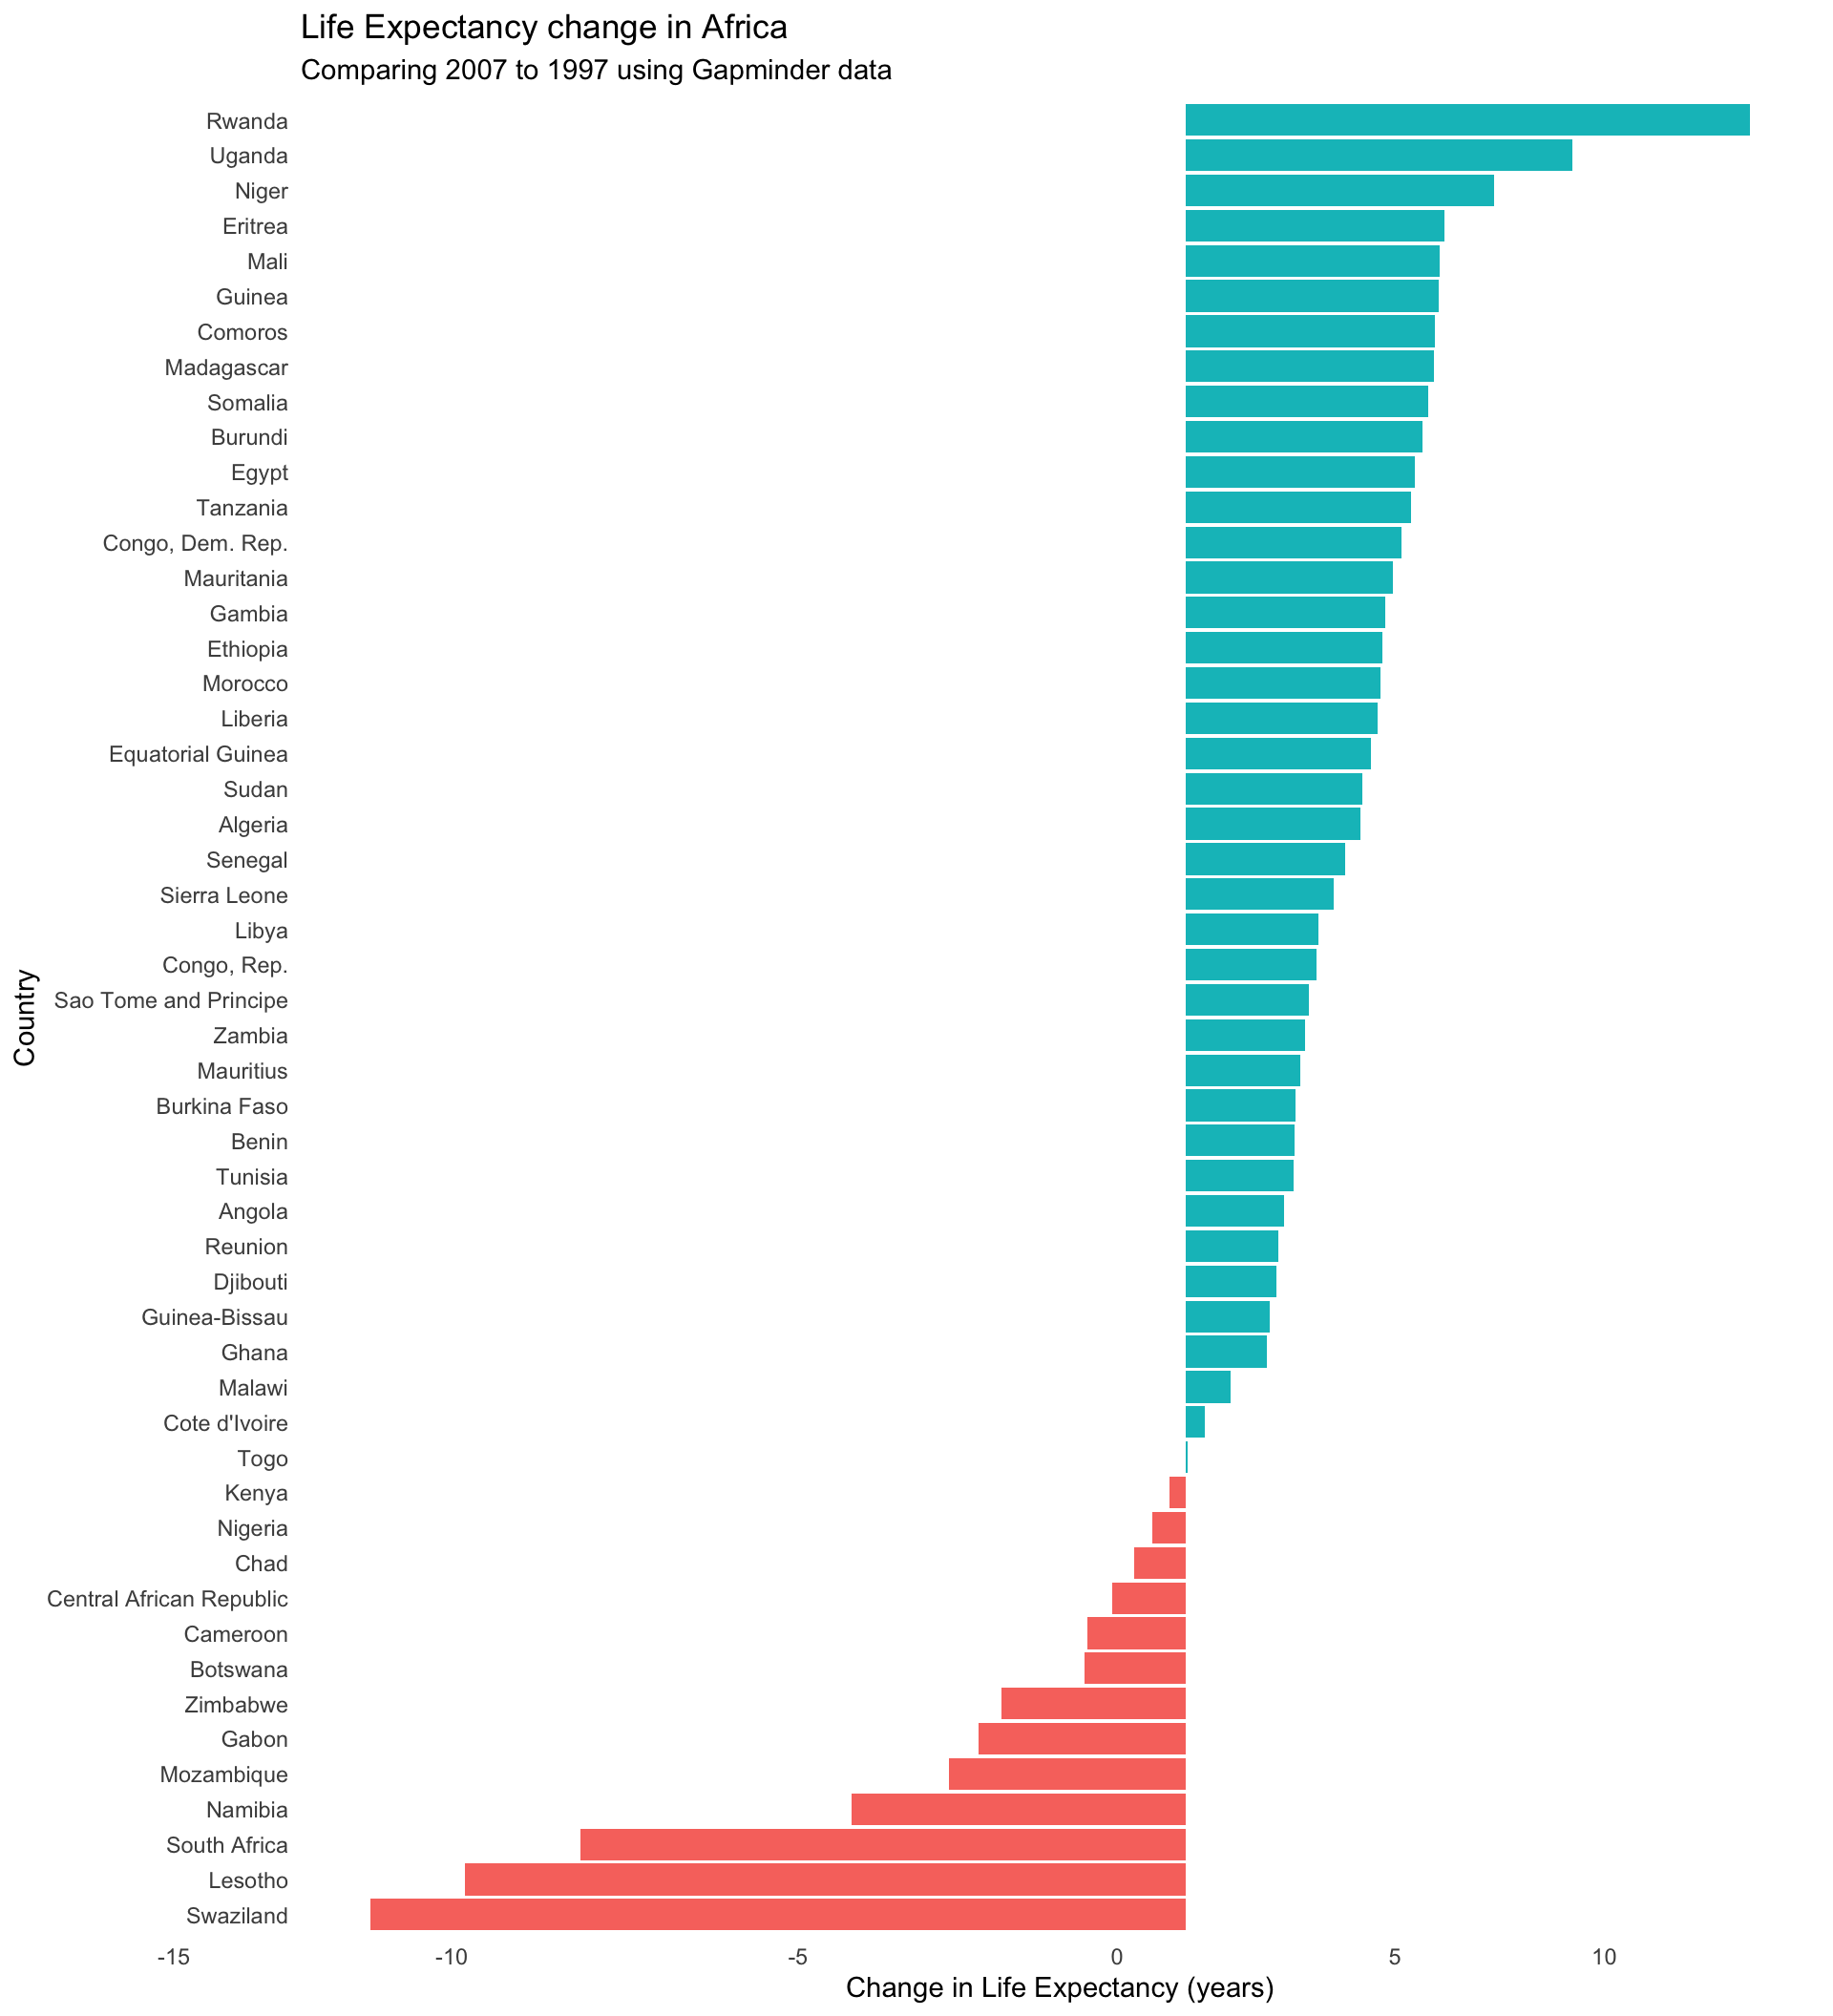 Life Expectancy change in Africa
Comparing 2007 to 1997 using Gapminder data
Rwanda
Uganda
Niger
Eritrea
Mali
Guinea
Comoros
Madagascar
Somalia
Burundi
Egypt
Tanzania
Congo, Dem. Rep.
Mauritania
Gambia
Ethiopia
Morocco
Liberia
Equatorial Guinea
Sudan
Algeria
Senegal
Sierra Leone
Libya
Congo, Rep.
Sao Tome and Principe
Zambia
Mauritius
Burkina Faso
Benin
Tunisia
Angola
Reunion
Djibouti
Guinea-Bissau
Ghana
Malawi
Cote d'Ivoire
Togo
Kenya
Nigeria
Chad
Central African Republic
Cameroon
Botswana
Zimbabwe
Gabon
Mozambique
Namibia
South Africa
Lesotho
Swaziland
Country
-15 -10 -5 0 5 10
Change in Life Expectancy (years)